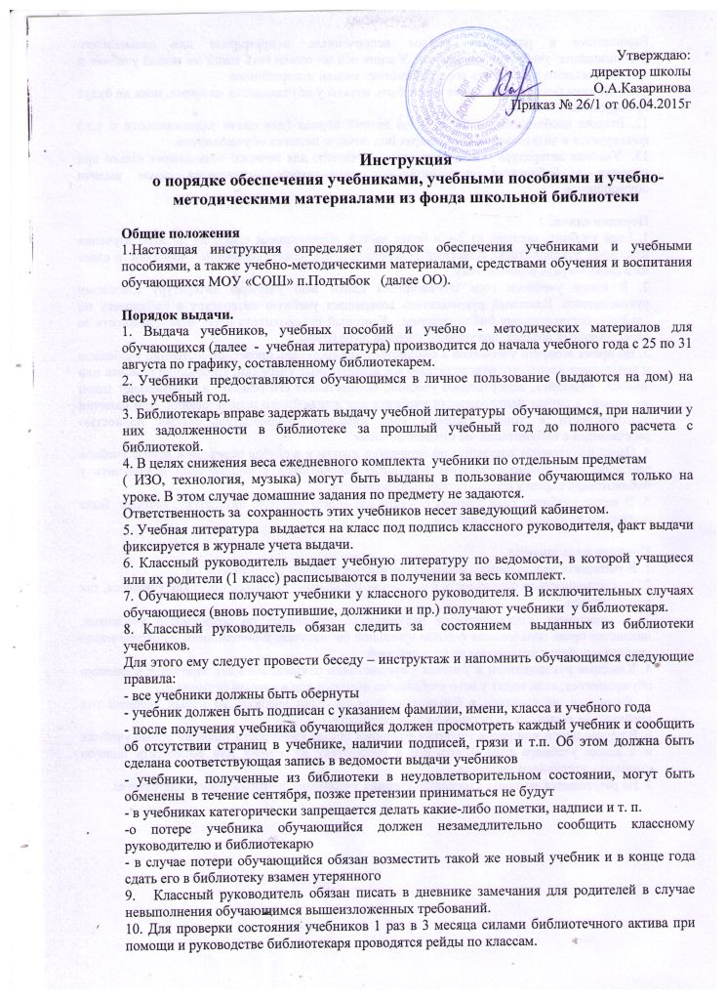 Утверждаю:
директор школы
О.А.Казаринова
Приказ № 26/1 от 06.04.2015г
Инструкция
о порядке обеспечения учебниками, учебными пособиями и учебно-
методическими материалами из фонда школьной библиотеки
Общие положения
1.Настоящая инструкция определяет порядок обеспечения учебниками и учебными
пособиями, а также учебно-методическими материалами, средствами обучения и воспитания
обучающихся МОУ «СОШ» п.Подтыбок (далее ОО).
Порядок выдачи.
1. Выдача учебников, учебных пособий и учебно - методических материалов для
обучающихся (далее - учебная литература) производится до начала учебного года с 25 по 31
августа по графику, составленному библиотекарем.
2. Учебники предоставляются обучающимся в личное пользование (выдаются на дом) на
весь учебный год.
3. Библиотекарь вправе задержать выдачу учебной литературы обучающимся, при наличии у
них задолженности в библиотеке за прошлый учебный год до полного расчета с
библиотекой.
4. В целях снижения веса ежедневного комплекта учебники по отдельным предметам
( ИЗО, технология, музыка) могут быть выданы в пользование обучающимся только на
уроке. В этом случае домашние задания по предмету не задаются.
Ответственность за сохранность этих учебников несет заведующий кабинетом.
5. Учебная литература выдается на класс под подпись классного руководителя, факт выдачи
фиксируется в журнале учета выдачи.
6. Классный руководитель выдает учебную литературу по ведомости, в которой учащиеся
или их родители (1 класс) расписываются в получении за весь комплект.
7. Обучающиеся получают учебники у классного руководителя. В исключительных случаях
обучающиеся (вновь поступившие, должники и пр.) получают учебники у библиотекаря.
8. Классный руководитель обязан следить за состоянием выданных из библиотеки
учебников.
Для этого ему следует провести беседу – инструктаж и напомнить обучающимся следующие
правила:
- все учебники должны быть обернуты
- учебник должен быть подписан с указанием фамилии, имени, класса и учебного года
- после получения учебника обучающийся должен просмотреть каждый учебник и сообщить
об отсутствии страниц в учебнике, наличии подписей, грязи и т.п. Об этом должна быть
сделана соответствующая запись в ведомости выдачи учебников
- учебники, полученные из библиотеки в неудовлетворительном состоянии, могут быть
обменены в течение сентября, позже претензии приниматься не будут
- в учебниках категорически запрещается делать какие-либо пометки, надписи и т. п.
-о потере учебника обучающийся должен незамедлительно сообщить классному
руководителю и библиотекарю
- в случае потери обучающийся обязан возместить такой же новый учебник и в конце года
сдать его в библиотеку взамен утерянного
9. Классный руководитель обязан писать в дневнике замечания для родителей в случае
невыполнения обучающимся вышеизложенных требований.
10. Для проверки состояния учебников 1 раз в 3 месяца силами библиотечного актива при
помощи и руководстве библиотекаря проводятся рейды по классам.